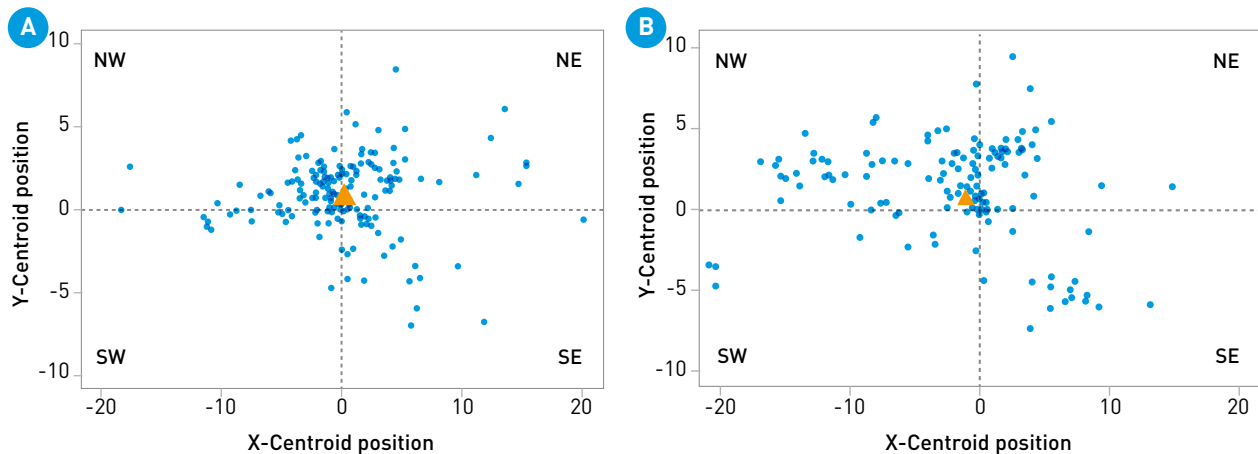 A
NW
NE
SW
SE
10
5
0
-5
-10
Y-Centroid position
-20
-10
0
10
20
X-Centroid position
B
NW
NE
SW
SE
10
5
0
-5
-10
Y-Centroid position
-20
-10
0
10
20
X-Centroid position